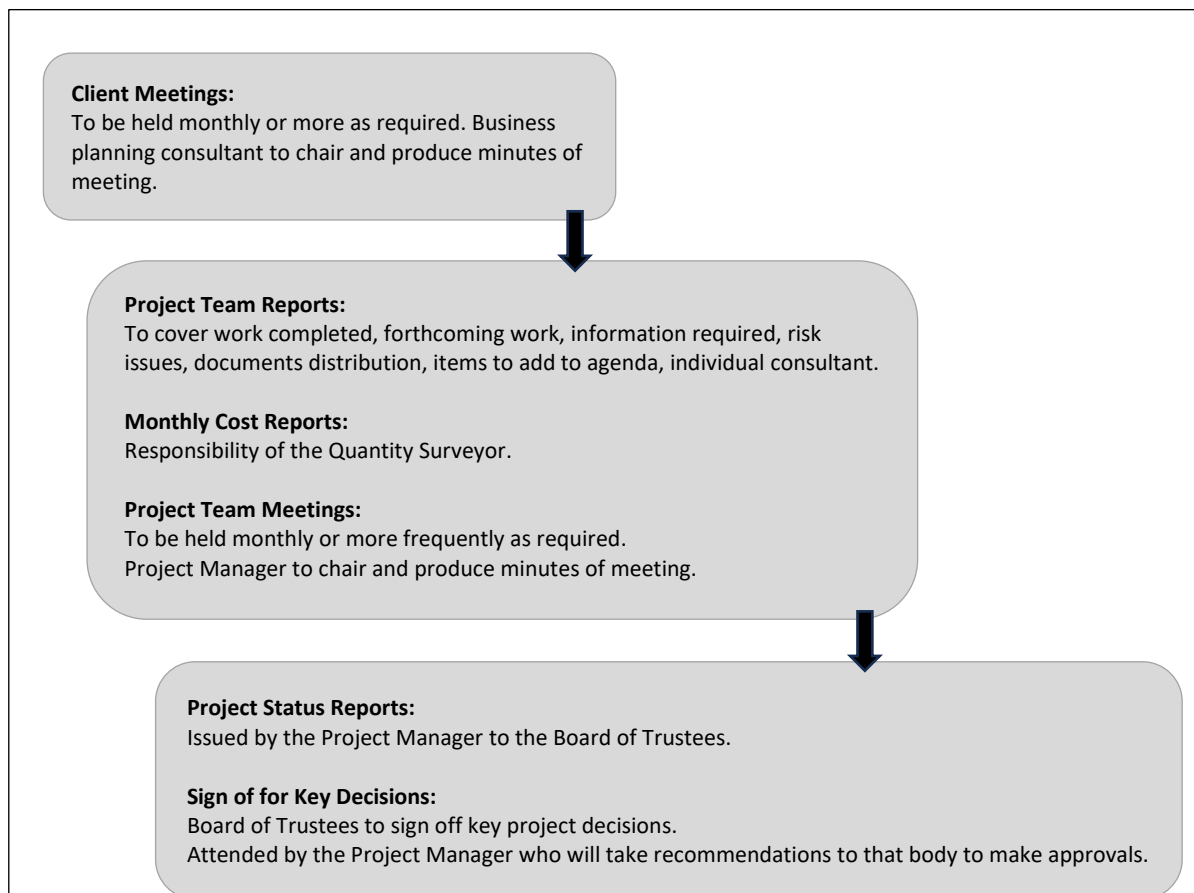 Client Meetings:
To be held monthly or more as required. Business
planning consultant to chair and produce minutes of
meeting.
Project Team Reports:
To cover work completed, forthcoming work, information required, risk
issues, documents distribution, items to add to agenda, individual consultant.
Monthly Cost Reports:
Responsibility of the Quantity Surveyor.
Project Team Meetings:
To be held monthly or more frequently as required.
Project Manager to chair and produce minutes of meeting.
Project Status Reports:
Issued by the Project Manager to the Board of Trustees.
Sign of for Key Decisions:
Board of Trustees to sign off key project decisions.
Attended by the Project Manager who will take recommendations to that body to make approvals.